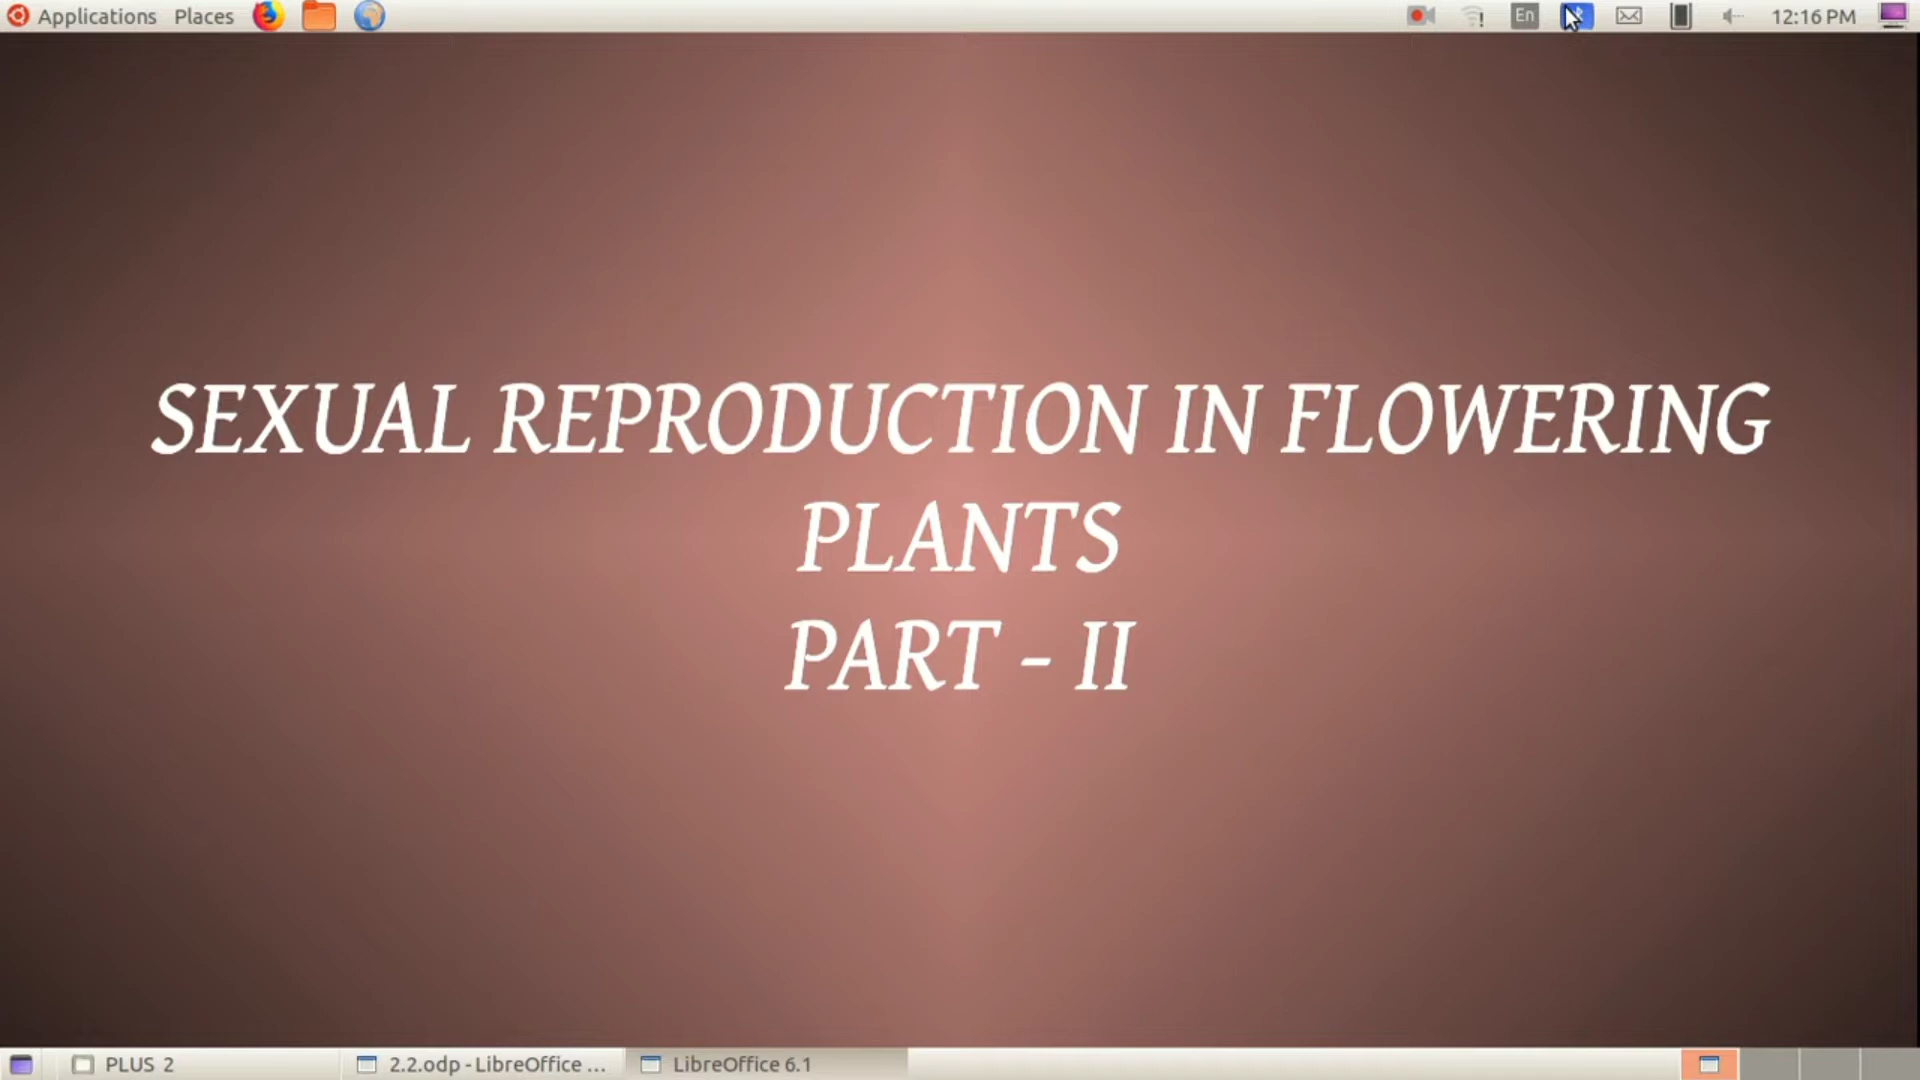 Applications Places
En
12:16 PM
SEXUAL REPRODUCTION IN FLOWERING
PLANTS
PART - II
PLUS 2
2.2.odp - LibreOffice ...
LibreOffice 6.1